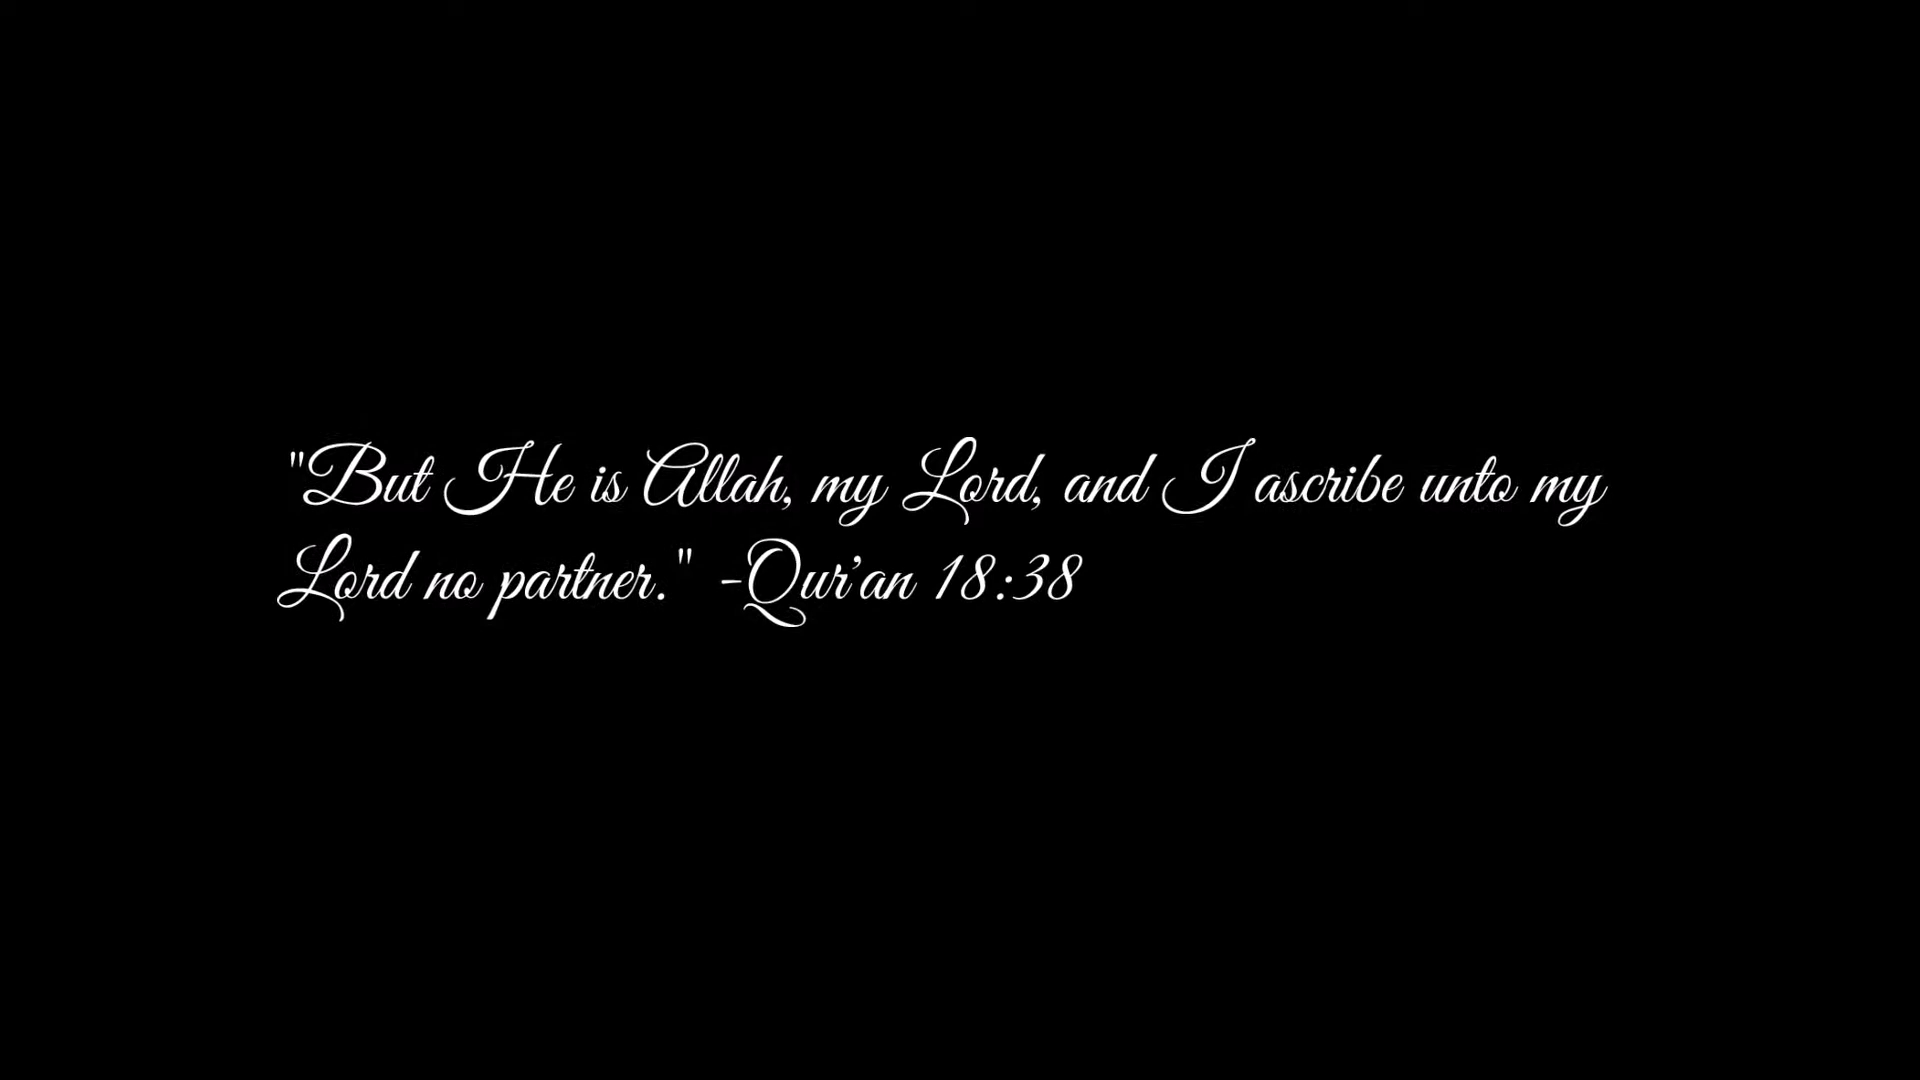 "But He is Allah, my Lord, and I ascribe unto my
Lord no partner." -Qur'an 18:38